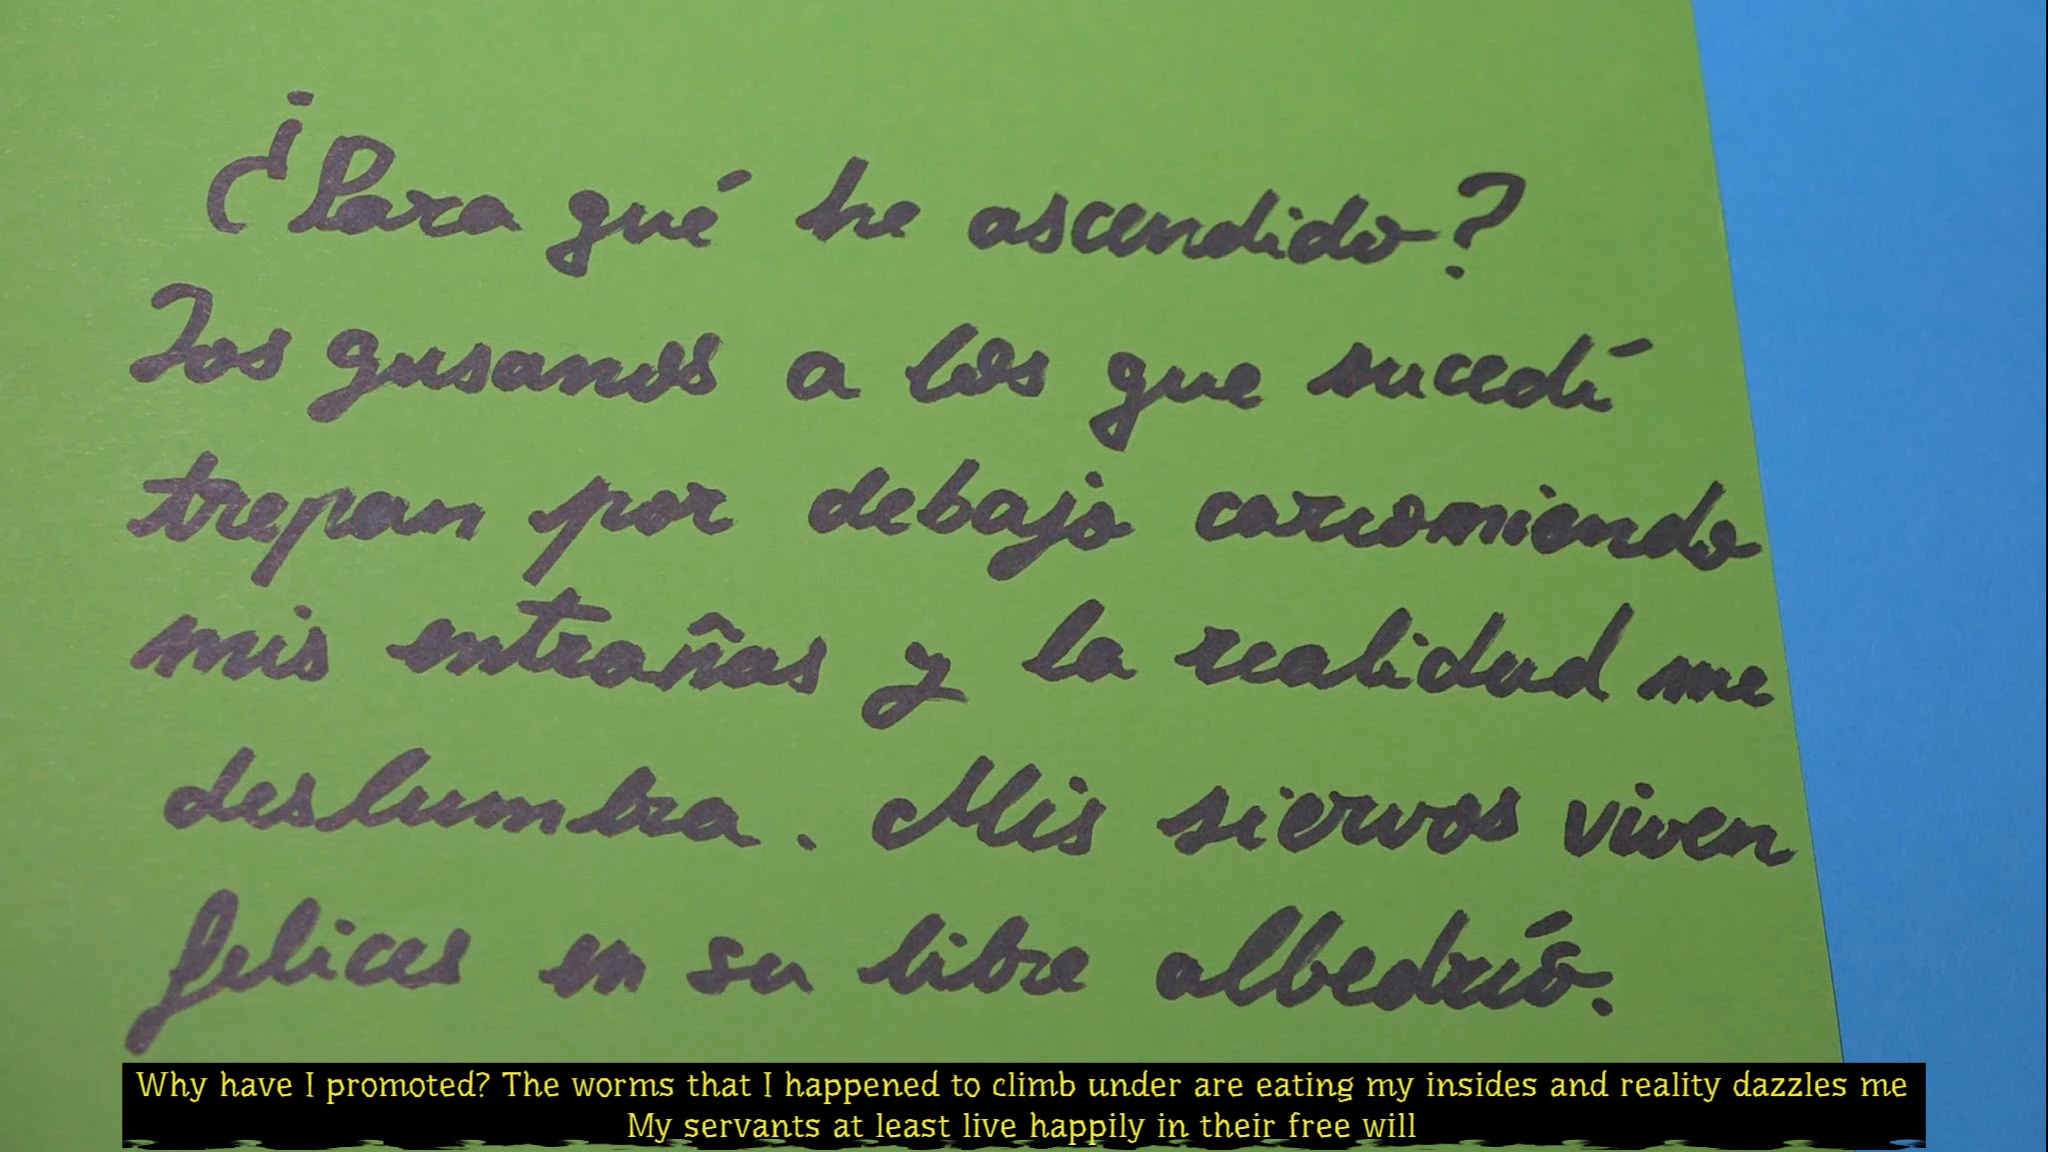 ¿Para qué he ascendido?
Los gusanos a los que sucedí
trepan por debajo carcomiendo
mis entrañas y la realidad me
deslumbra. Mis siervos viven
felices en su libre albedrío.
Why have I promoted? The worms that I happened to climb under are eating my insides and reality dazzles me
My servants at least live happily in their free will